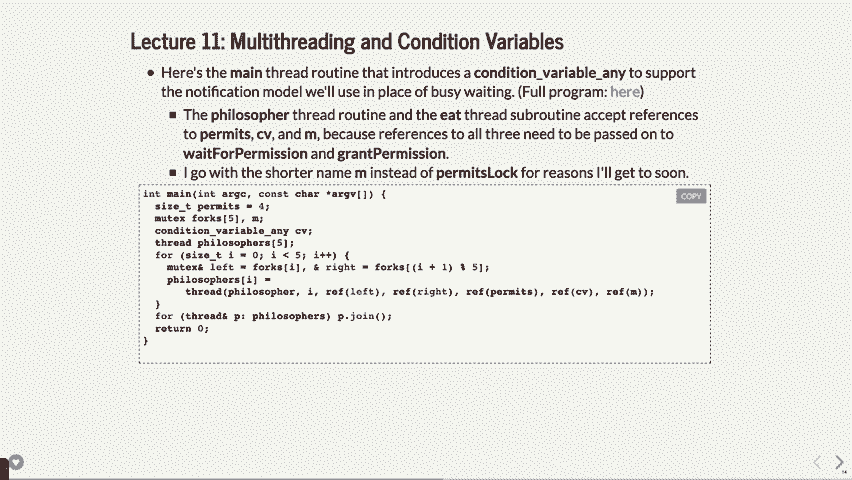 Lecture 11: Multithreading and Condition Variables
• Here's the main thread routine that introduces a condition_variable_any to support
the notification model we'll use in place of busy waiting. (Full program: here)
▪ The philosopher thread routine and the eat thread subroutine accept references
to permits, cv, and m, because references to all three need to be passed on to
waitForPermission and grantPermission.
▪ I go with the shorter name m instead of permitsLock for reasons I'll get to soon.
int main(int argc, const char *argv[]) {
COPY
  size_t permits = 4;
  mutex forks[5], m;
  condition_variable_any cv;
  thread philosophers[5];
  for (size_t i = 0; i < 5; i++) {
    mutex& left = forks[i], & right = forks[(i + 1) % 5];
    philosophers[i] =
       thread(philosopher, i, ref(left), ref(right), ref(permits), ref(cv), ref(m));
  }
  for (thread& p: philosophers) p.join();
  return 0;
}